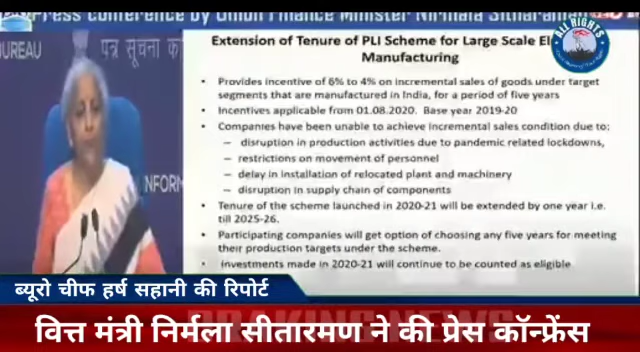 Press Conference by Union Finance Minister Nirmala Sitharaman
BUREAU
पत्र सूचना का
ALL RIGHTS
Extension of Tenure of PLI Scheme for Large Scale El
Manufacturing
• Provides incentive of 6% to 4% on incremental sales of goods under target
segments that are manufactured in India, for a period of five years
• Incentives applicable from 01.08.2020. Base year 2019-20
• Companies have been unable to achieve incremental sales condition due to:
– disruption in production activities due to pandemic related lockdowns,
– restrictions on movement of personnel
– delay in installation of relocated plant and machinery
– disruption in supply chain of components
• Tenure of the scheme launched in 2020-21 will be extended by one year i.e.
till 2025-26.
• Participating companies will get option of choosing any five years for meeting
their production targets under the scheme.
• Investments made in 2020-21 will continue to be counted as eligible
NFORM
ब्यूरो चीफ हर्ष सहानी की रिपोर्ट
वित्त मंत्री निर्मला सीतारमण ने की प्रेस कॉन्फ्रेंस